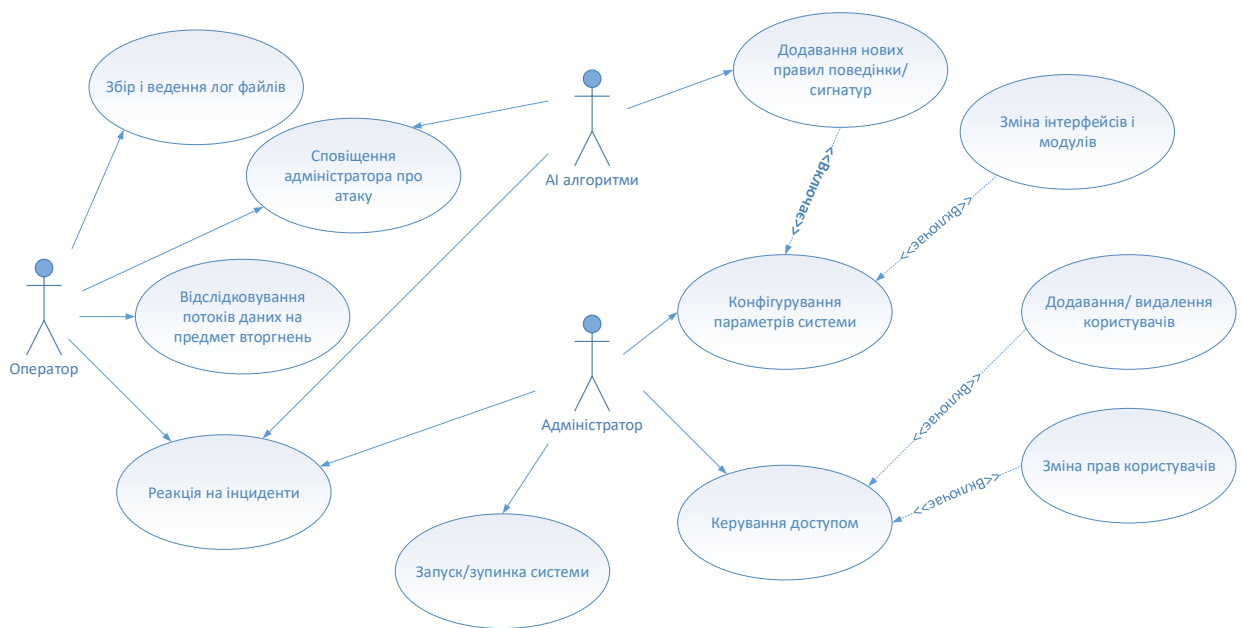 Збір і ведення лог файлів
Сповіщення
адміністратора про
атаку
Відслідковування
потоків даних на
предмет вторгнень
Оператор
Реакція на інциденти
АІ алгоритми
Адміністратор
Запуск/зупинка системи
Додавання нових
правил поведінки/
сигнатур
<<Включає>>
Зміна інтерфейсів і
модулів
<<Включає>>
Конфігурування
параметрів системи
Додавання/ видалення
користувачів
<<Включає>>
Зміна прав користувачів
<<Включає>>
Керування доступом